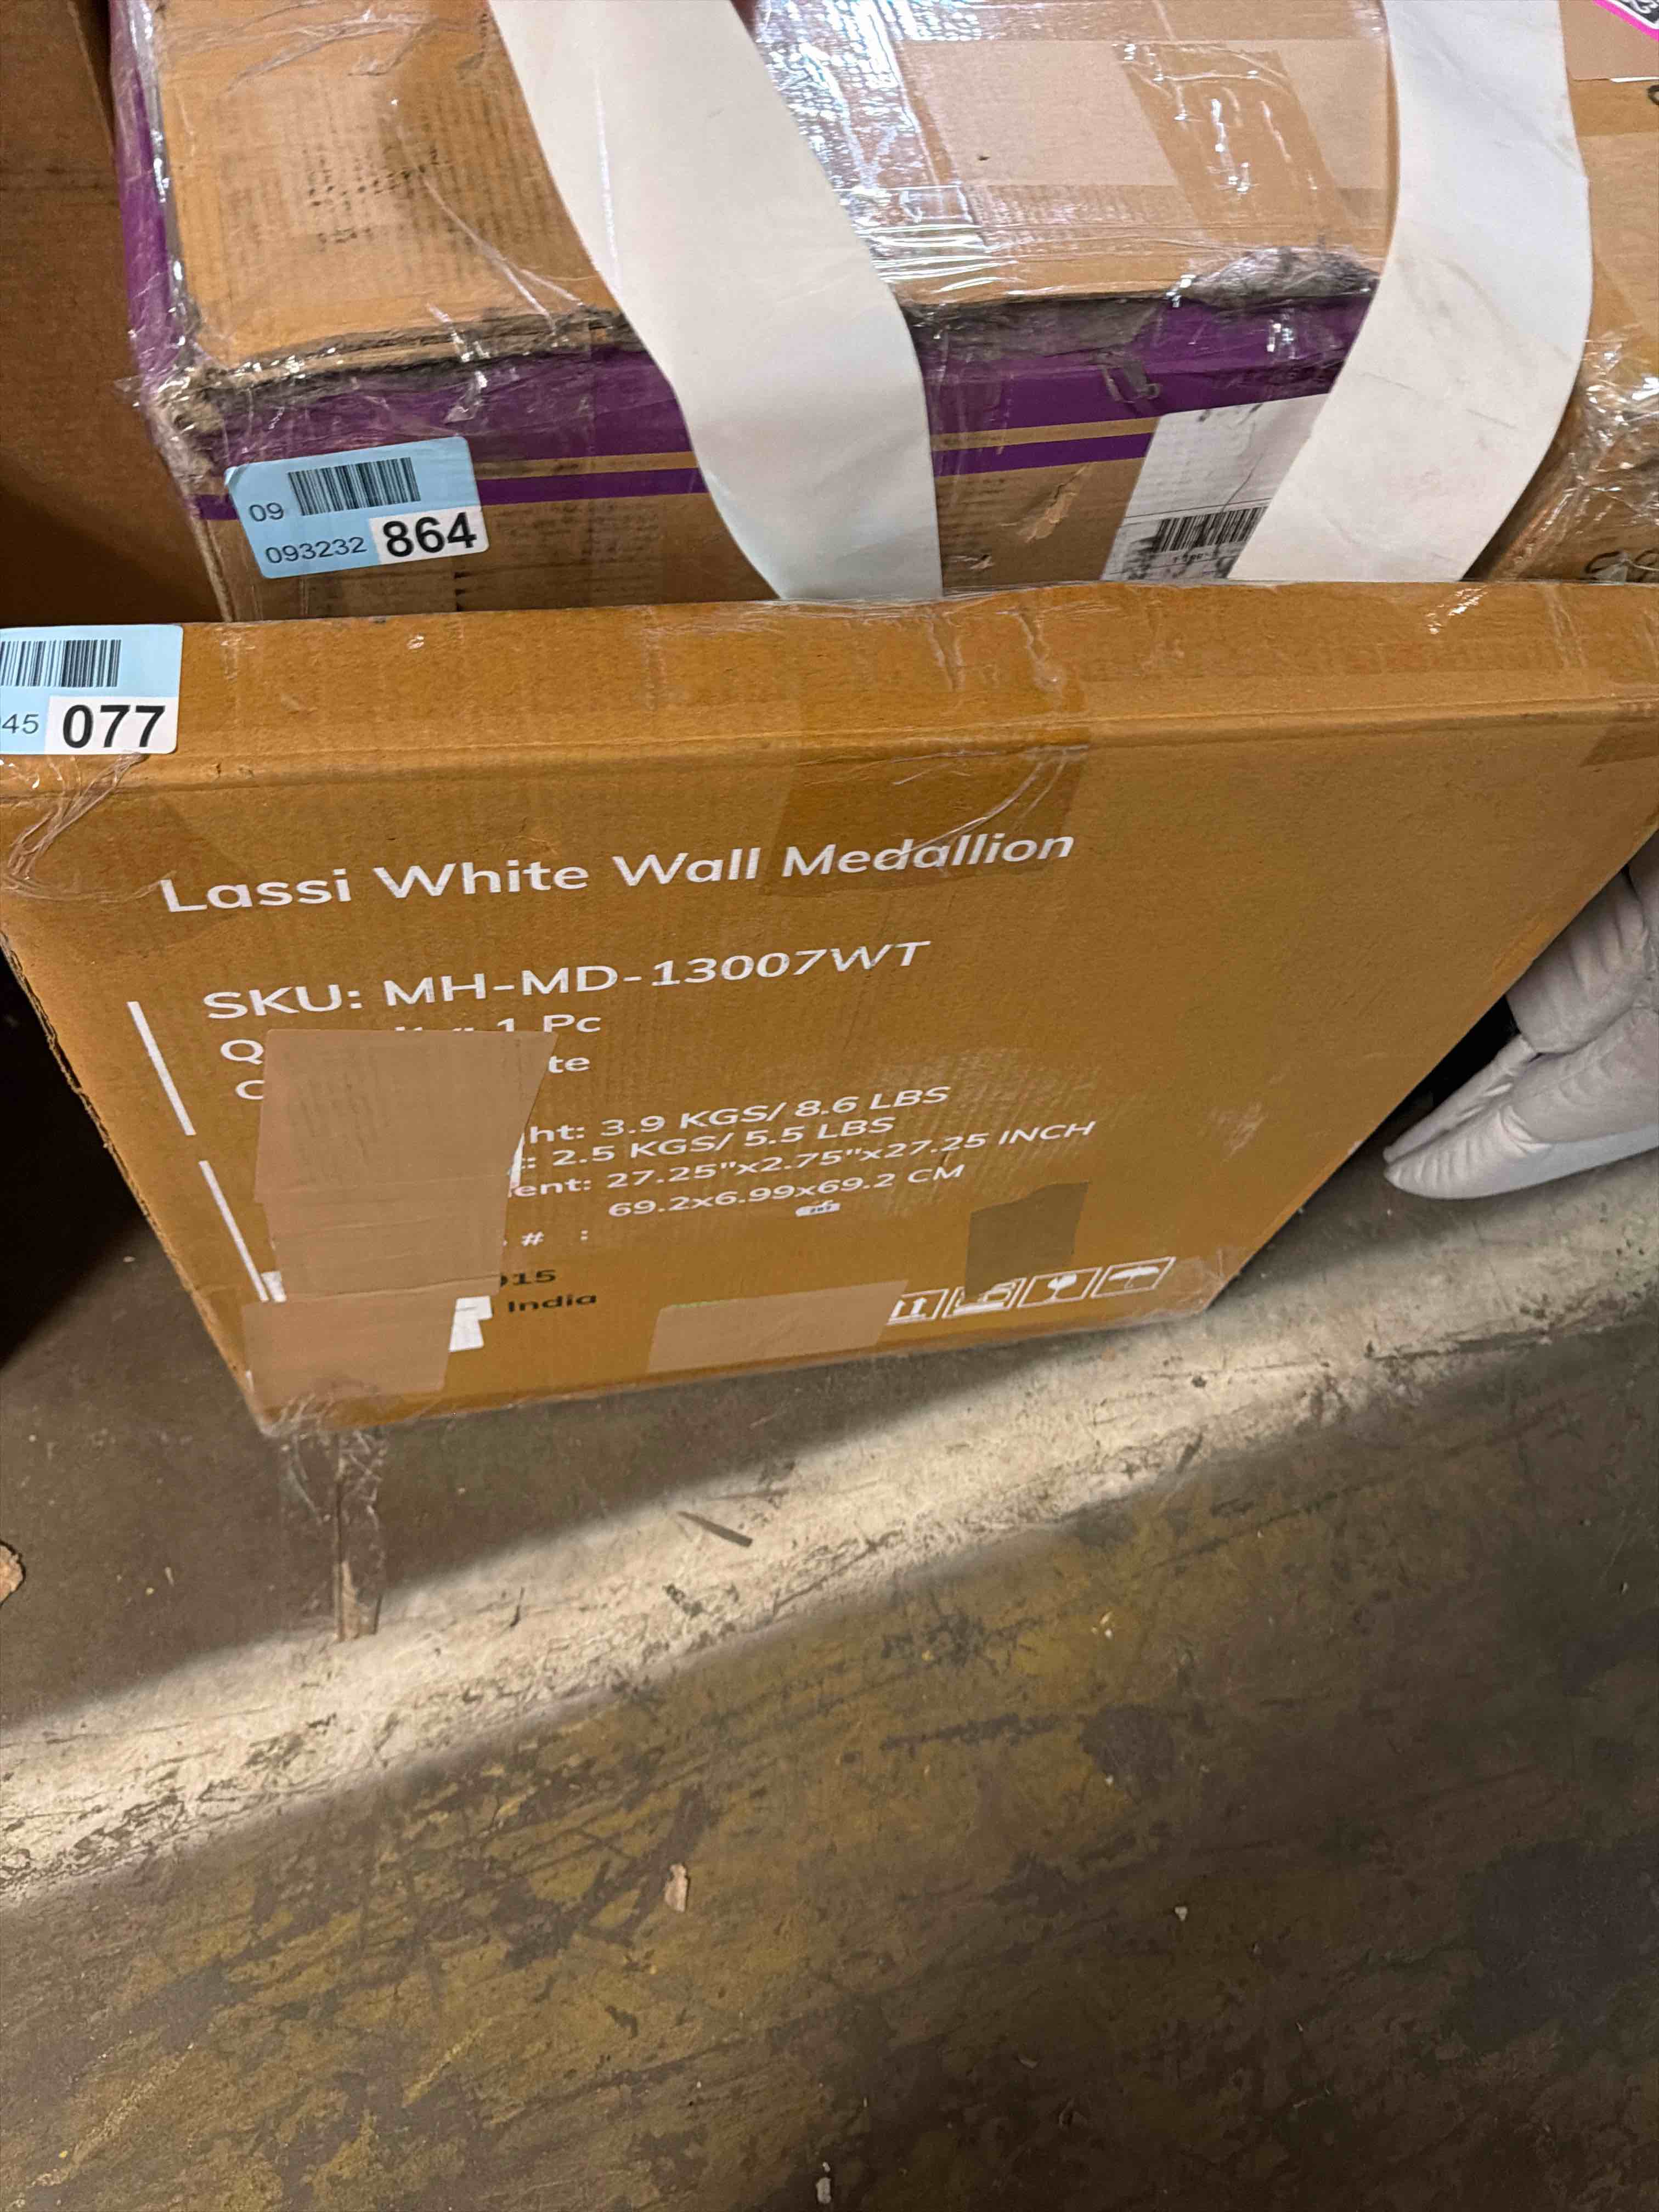 09
093232 864
45 077
Lassi White Wall Medallion
SKU: MH-MD-13007WT
1 Pc
te
ht: 3.9 KGS/ 8.6 LBS
: 2.5 KGS/ 5.5 LBS
ent: 27.25"x2.75"x27.25 INCH
69.2x6.99x69.2 CM
# :
015
India